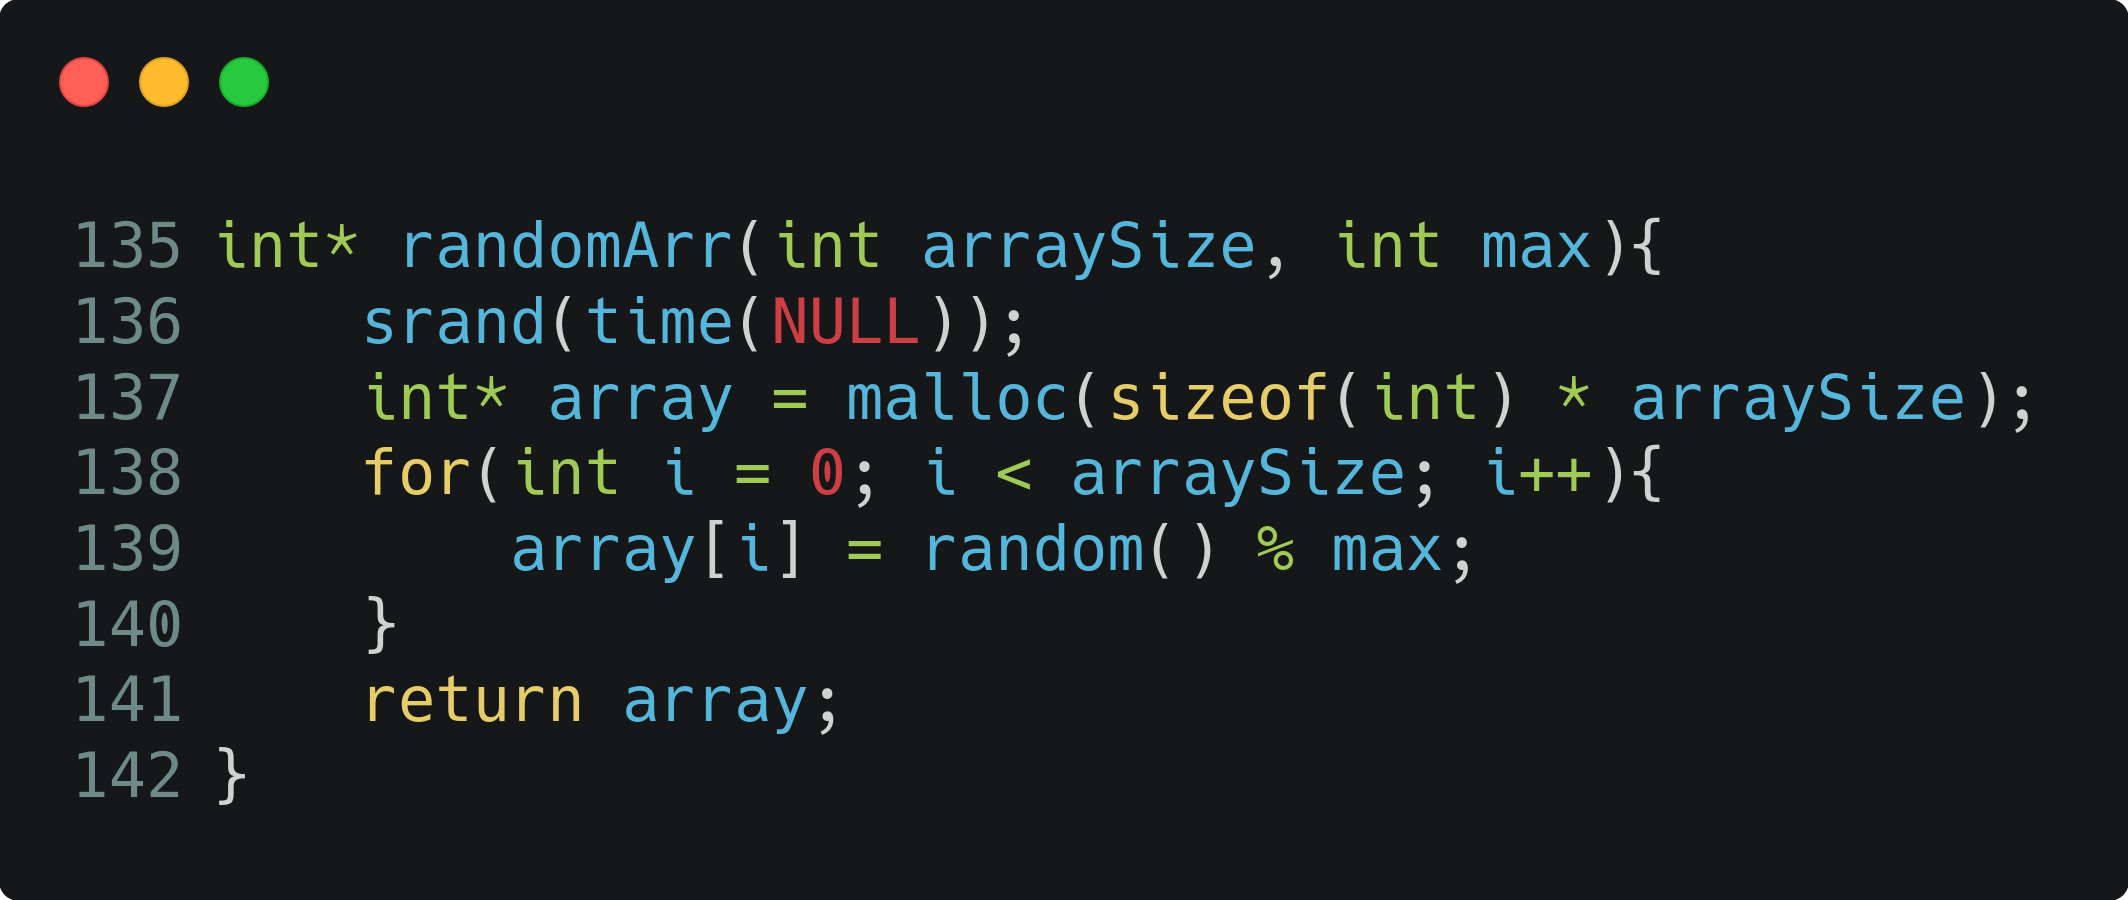 135 int* randomArr(int arraySize, int max){
136     srand(time(NULL));
137     int* array = malloc(sizeof(int) * arraySize);
138     for(int i = 0; i < arraySize; i++){
139         array[i] = random() % max;
140     }
141     return array;
142 }